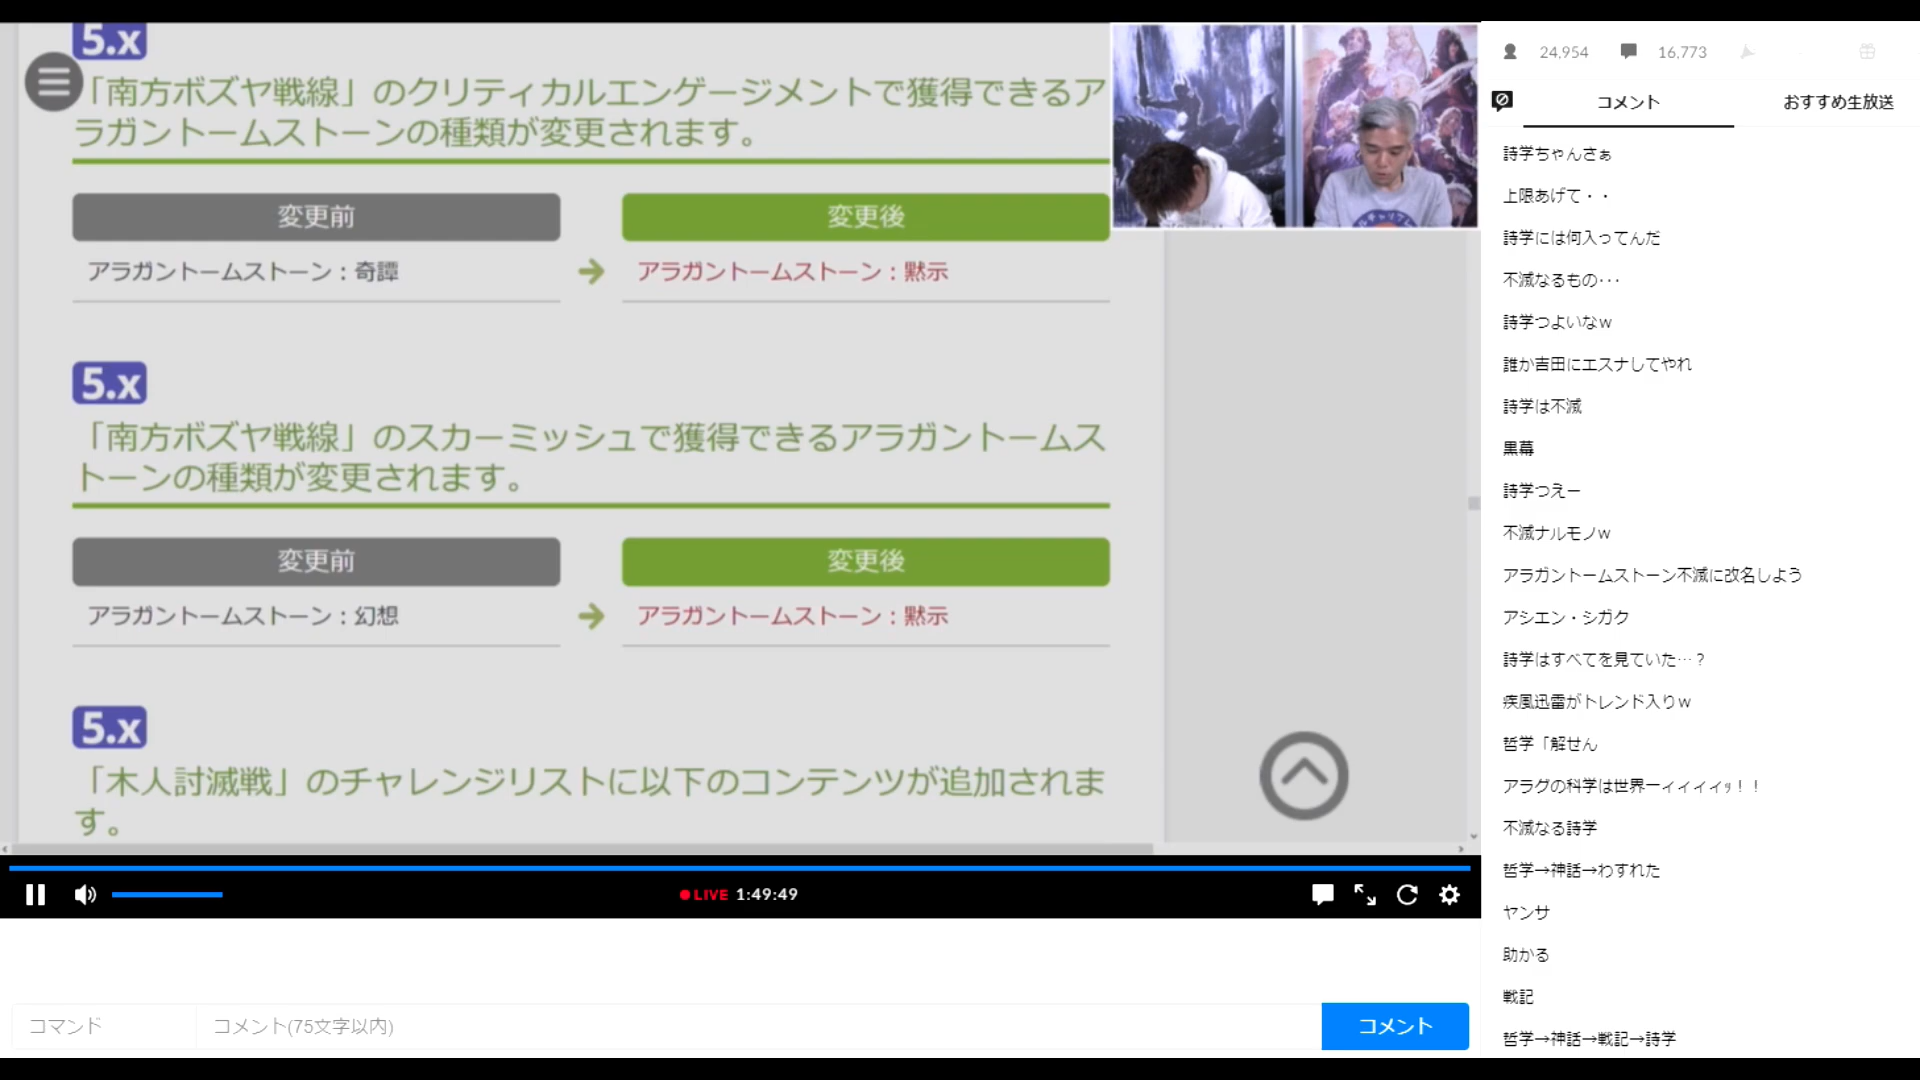 5.x
「南方ボズヤ戦線」のクリティカルエンゲージメントで獲得できるア
ラガントームストーンの種類が変更されます。
変更前
変更後
アラガントームストーン：奇譚
アラガントームストーン：黙示
5.x
「南方ボズヤ戦線」のスカーミッシュで獲得できるアラガントームス
トーンの種類が変更されます。
変更前
変更後
アラガントームストーン：幻想
アラガントームストーン：黙示
5.x
「木人討滅戦」のチャレンジリストに以下のコンテンツが追加されま
す。
LIVE 1:49:49
コマンド
コメント(75文字以内)
コメント
24,954
16,773
コメント
おすすめ生放送
詩学ちゃんさぁ
上限あげて・・
詩学には何入ってんだ
不滅なるもの･･･
詩学つよいなｗ
誰か吉田にエスナしてやれ
詩学は不滅
黒幕
詩学つえー
不滅ナルモノw
アラガントームストーン不滅に改名しよう
アシエン・シガク
詩学はすべてを見ていた…？
疾風迅雷がトレンド入りｗ
哲学「解せん
アラグの科学は世界一ィィィィｯ！！
不滅なる詩学
哲学→神話→わすれた
ヤンサ
助かる
戦記
哲学→神話→戦記→詩学